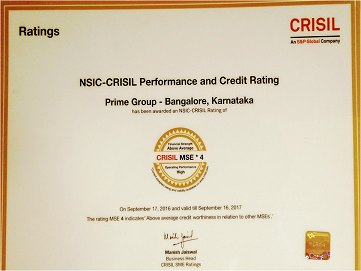 Ratings
CRISIL
An S&P Global Company
NSIC-CRISIL Performance and Credit Rating
Prime Group - Bangalore, Karnataka
has been awarded an NSIC-CRISIL Rating of
Financial Strength
Above Average
CRISIL MSE * 4
Operating Performance
High
On September 17, 2016 and valid till September 16, 2017
The rating MSE 4 indicates 'Above average credit worthiness in relation to other MSEs.'
Manish Jaiswal
Business Head
CRISIL SME Ratings